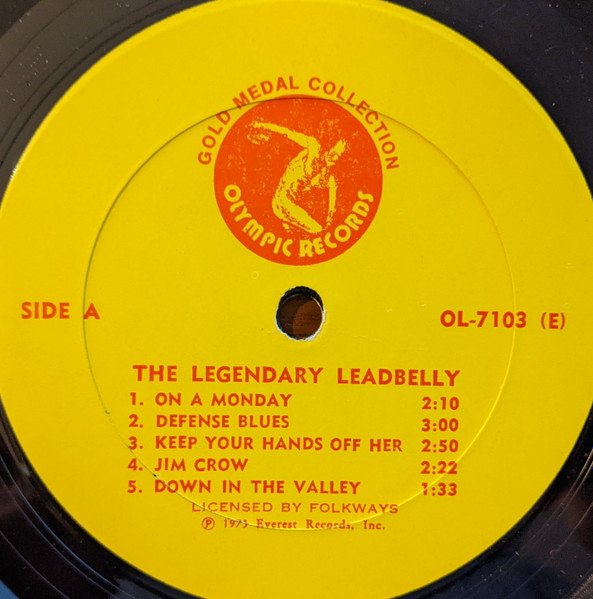 GOLD MEDAL COLLECTION
OLYMPIC RECORDS
SIDE A
OL-7103 (E)
THE LEGENDARY LEADBELLY
1. ON A MONDAY 2:10
2. DEFENSE BLUES 3:00
3. KEEP YOUR HANDS OFF HER 2:50
4. JIM CROW 2:22
5. DOWN IN THE VALLEY 1:33
LICENSED BY FOLKWAYS
℗ 1973 Everest Records, Inc.